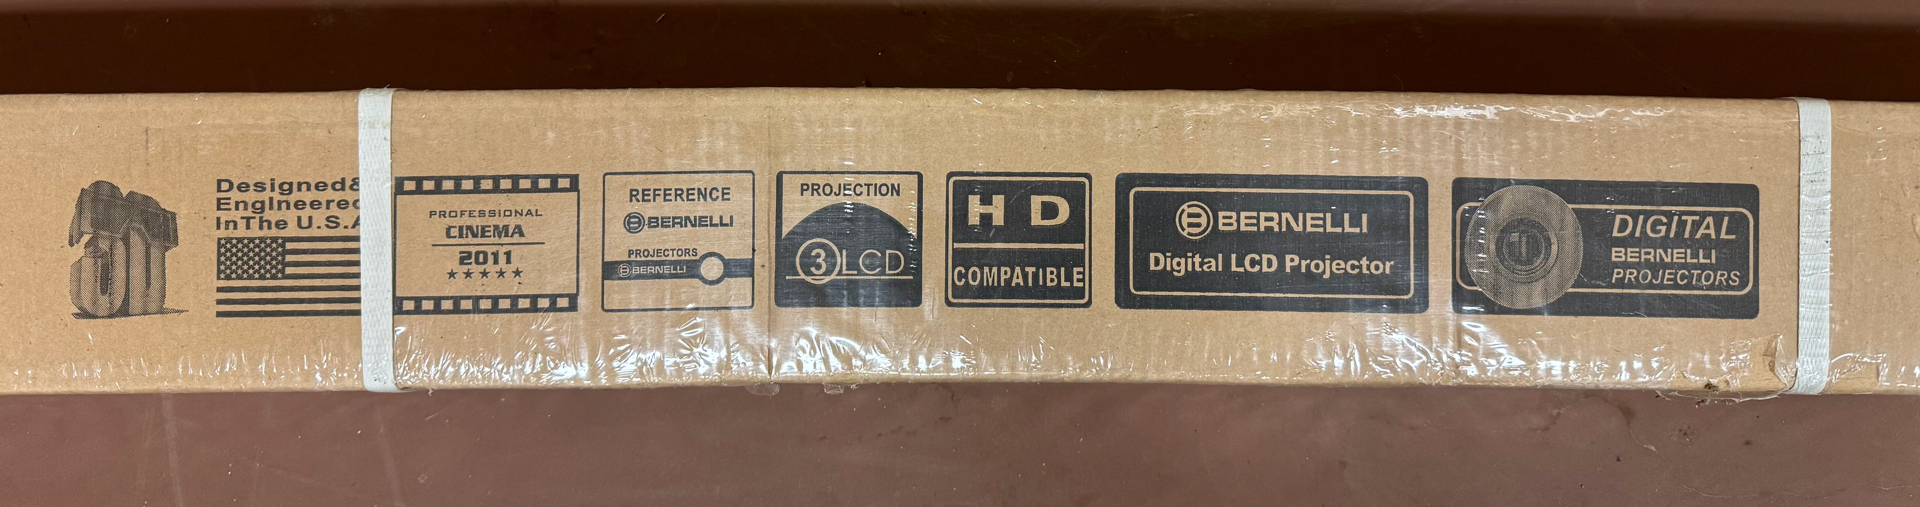 Designed&
EngIneered
InThe U.S.A
PROFESSIONAL
CINEMA
2011
REFERENCE
BERNELLI
PROJECTORS
BERNELLI
PROJECTION
3LCD
HD
COMPATIBLE
BERNELLI
Digital LCD Projector
DIGITAL
BERNELLI
PROJECTORS